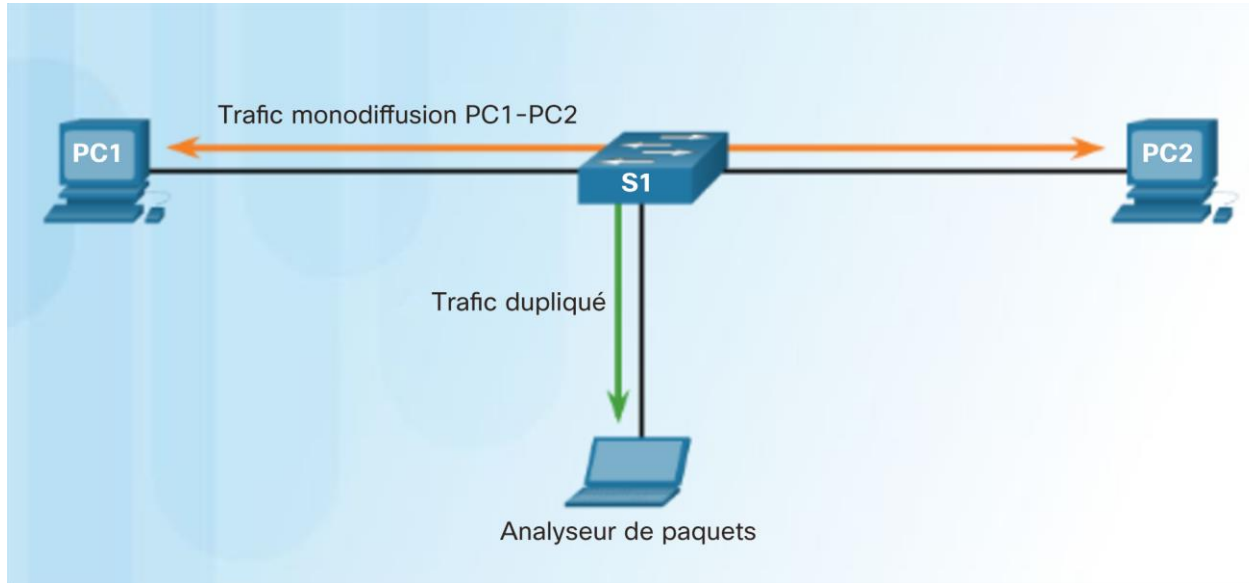 Trafic monodiffusion PC1-PC2
PC1
S1
PC2
Trafic dupliqué
Analyseur de paquets